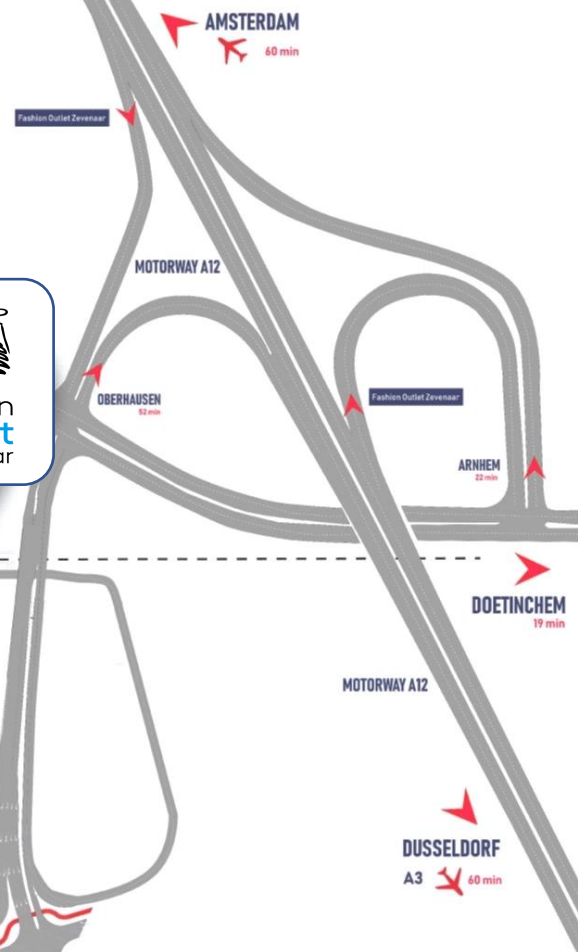 AMSTERDAM
60 min
Fashion Outlet Zevenaar
MOTORWAY A12
OBERHAUSEN
52 min
Fashion Outlet Zevenaar
ARNHEM
22 min
DOETINCHEM
19 min
MOTORWAY A12
DUSSELDORF
A3 60 min